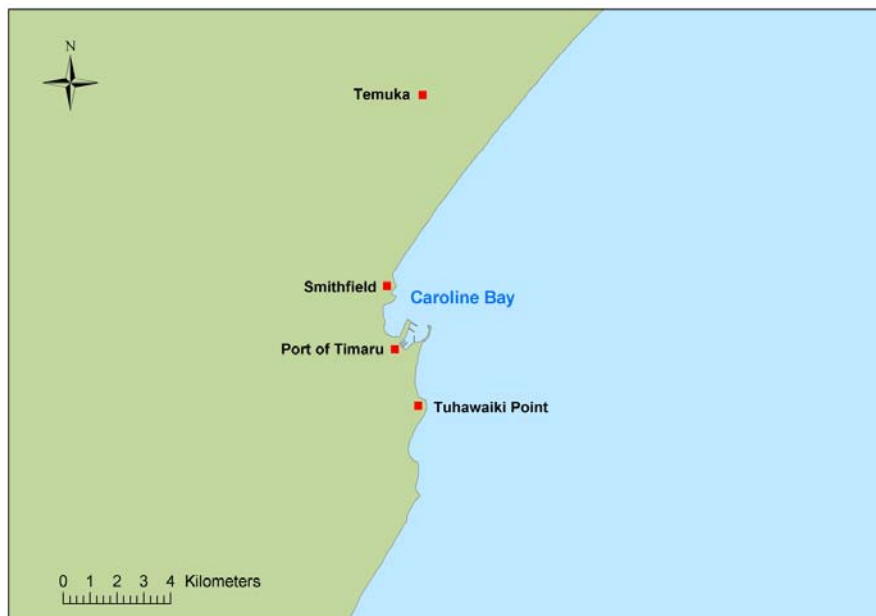 N
Temuka
Smithfield
Caroline Bay
Port of Timaru
Tuhawaiki Point
0 1 2 3 4 Kilometers